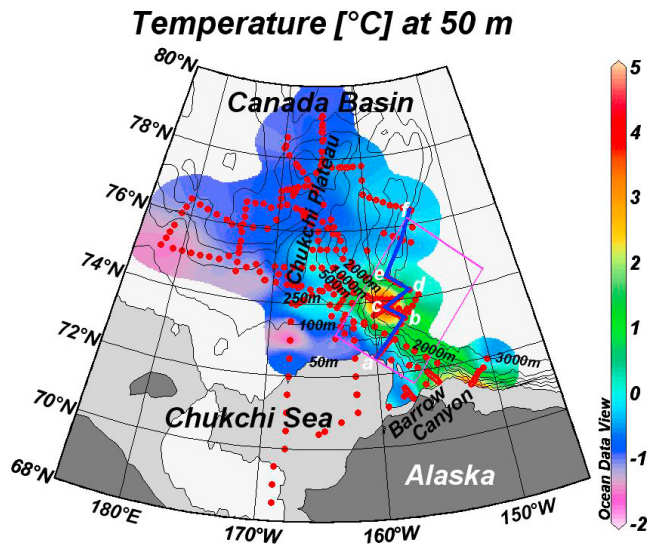 Temperature [°C] at 50 m
80°N
78°N
76°N
74°N
72°N
70°N
68°N
180°E
170°W
160°W
150°W
Canada Basin
Chukchi Plateau
f
e
d
c
b
a
2000m
1000m
500m
250m
100m
50m
2000m
3000m
Barrow
Canyon
Chukchi Sea
Alaska
5
4
3
2
1
0
-1
-2
Ocean Data View